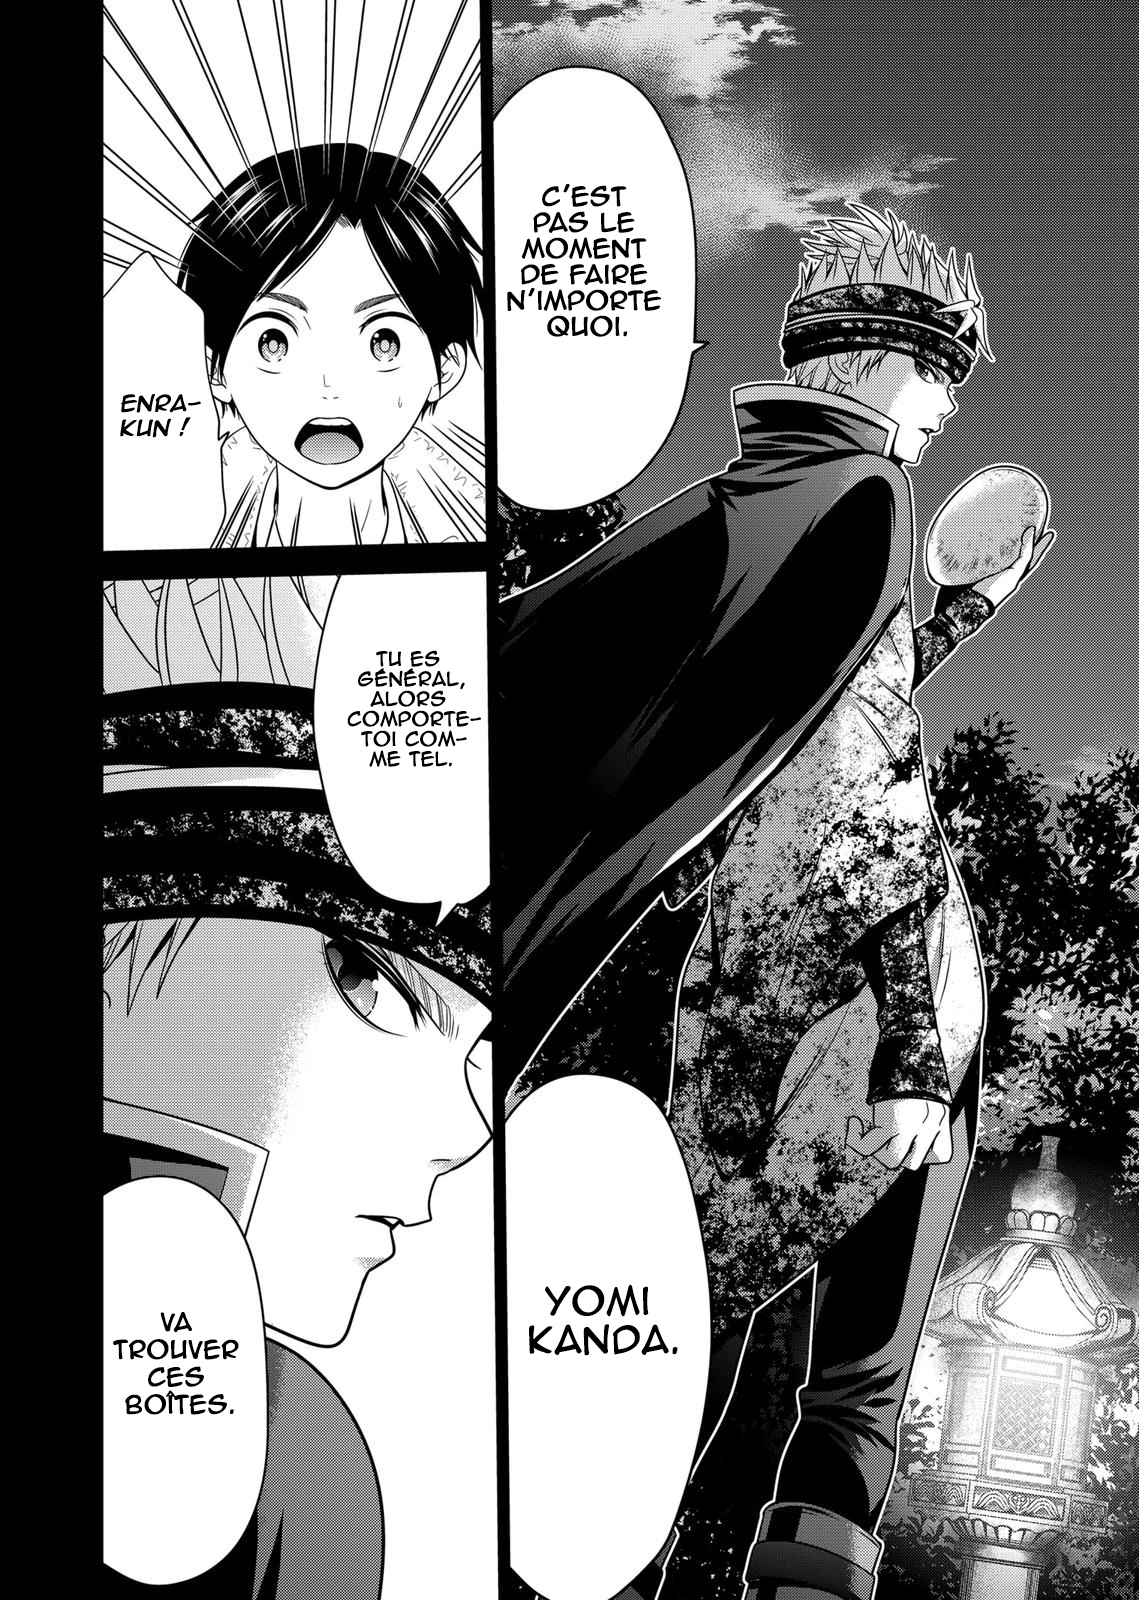 C'EST
PAS LE
MOMENT
DE FAIRE
N'IMPORTE
QUOI.
YOMI
KANDA.
ENRA-
KUN !
TU ES
GÉNÉRAL,
ALORS
COMPORTE-
TOI COM-
ME TEL.
VA
TROUVER
CES
BOÎTES.